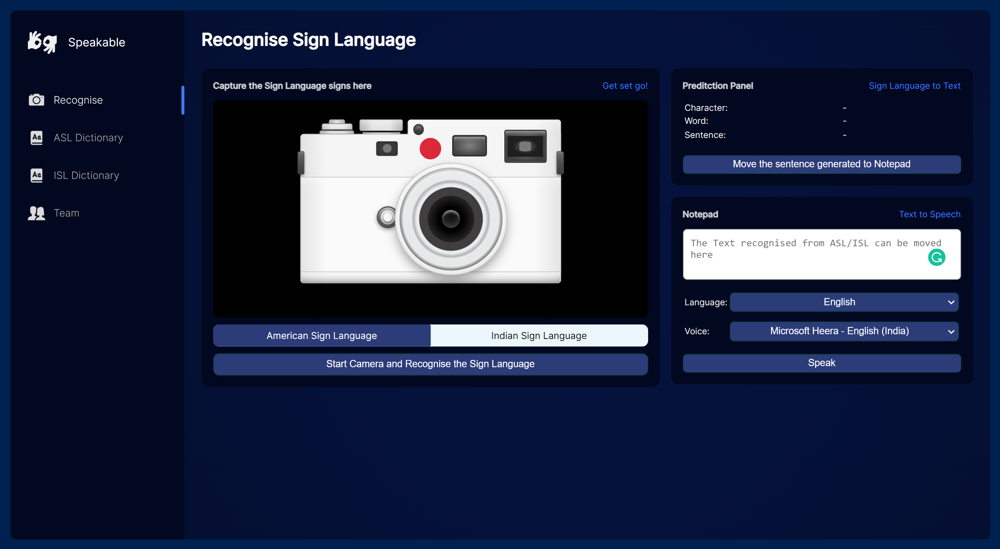 Speakable
Recognise
ASL Dictionary
ISL Dictionary
Team
Recognise Sign Language
Capture the Sign Language signs here
Get set go!
American Sign Language
Indian Sign Language
Start Camera and Recognise the Sign Language
Preditction Panel
Sign Language to Text
Character: -
Word: -
Sentence: -
Move the sentence generated to Notepad
Notepad
Text to Speech
The Text recognised from ASL/ISL can be moved
here
Language: English
Voice: Microsoft Heera - English (India)
Speak